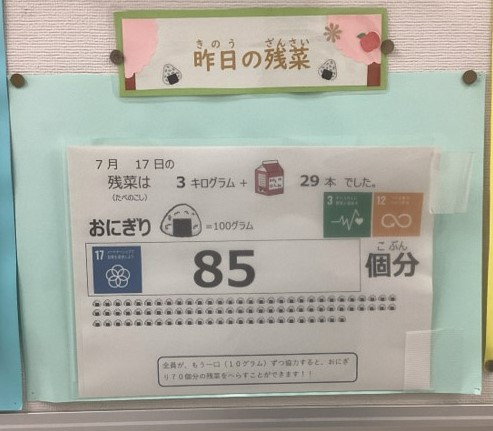 きのう ざんさい
昨日の残菜
7月 17日の
残菜は 3 キログラム + 29 本 でした。
(たべのこし)
おにぎり =100グラム
3
12
17
85
こ ぶん
個分
全員が、もう一口(10グラム)ずつ協力すると、おにぎ
り70個分の残菜をへらすことができます!!